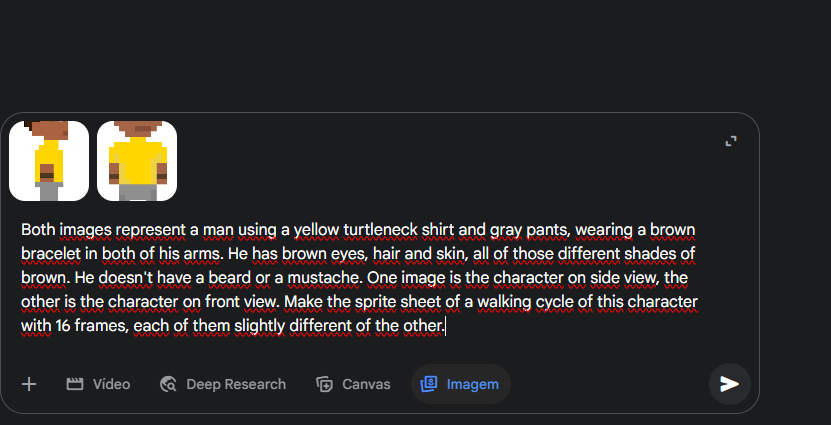 Both images represent a man using a yellow turtleneck shirt and gray pants, wearing a brown
bracelet in both of his arms. He has brown eyes, hair and skin, all of those different shades of
brown. He doesn't have a beard or a mustache. One image is the character on side view, the
other is the character on front view. Make the sprite sheet of a walking cycle of this character
with 16 frames, each of them slightly different of the other.
Vídeo Deep Research Canvas Imagem